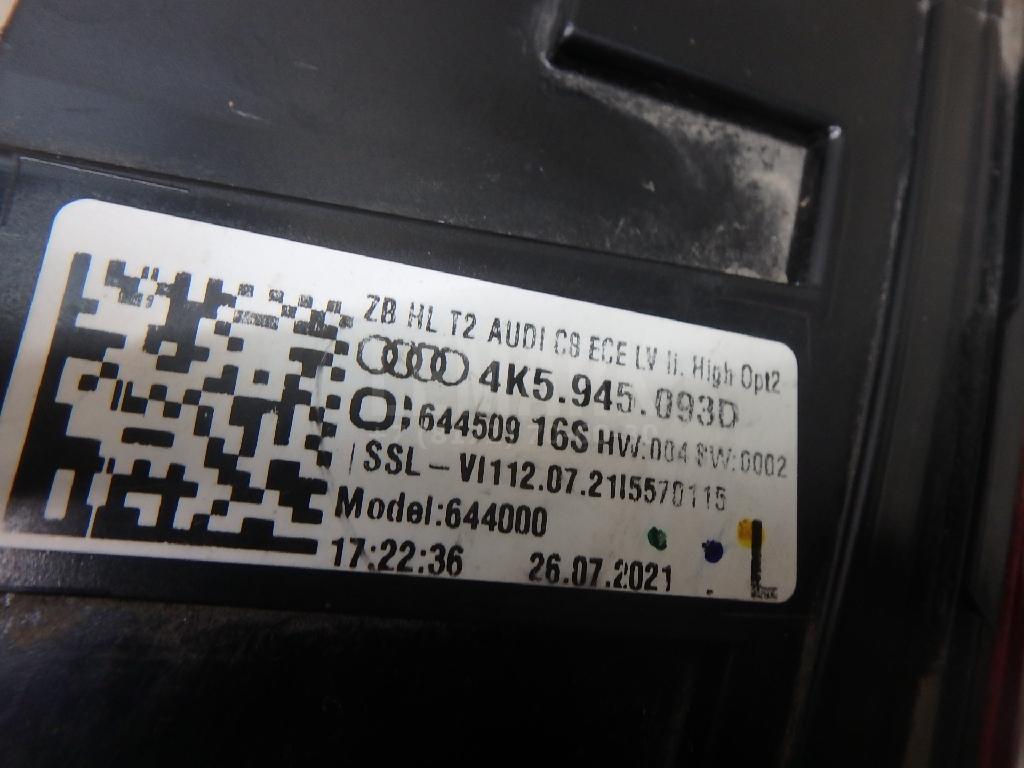 ZB HL T2 AUDI C8 ECE LV li. High Opt2
4K5.945.093D
644509 16S HW:004 SW:0002
SSL - VI112.07.21I5570115
Model:644000
17:22:36 26.07.2021 L